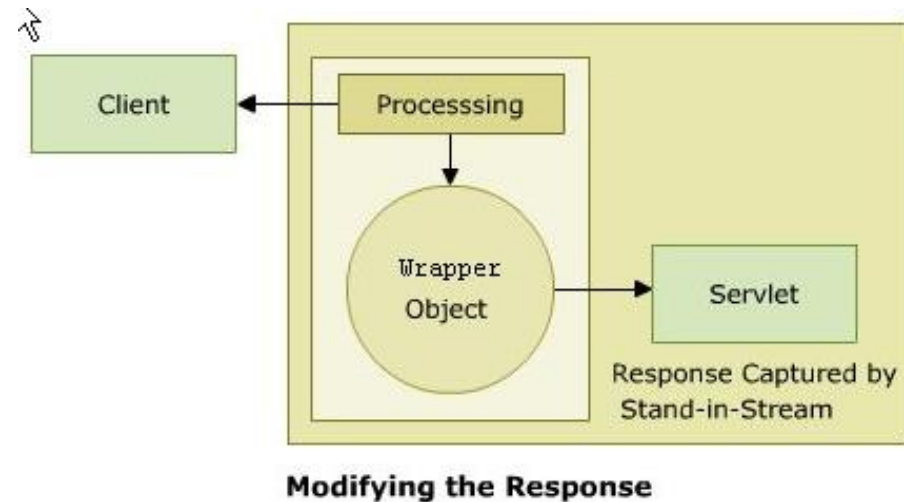 Client
Processsing
Wrapper
Object
Servlet
Response Captured by
Stand-in-Stream
Modifying the Response